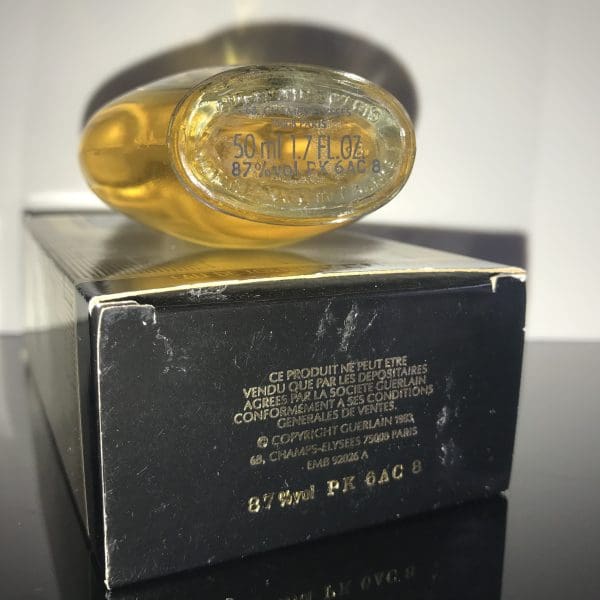 PARIS
50 ml 1.7 FL.OZ.
87%vol PK 6AC 8
CE PRODUIT NE PEUT ETRE
VENDU QUE PAR LES DEPOSITAIRES
AGREES PAR LA SOCIETE GUERLAIN
CONFORMEMENT A SES CONDITIONS
GENERALES DE VENTES.
© COPYRIGHT GUERLAIN 1983
68, CHAMPS-ELYSEES 75008 PARIS
EMB 92026 A
87%vol PK 6AC 8